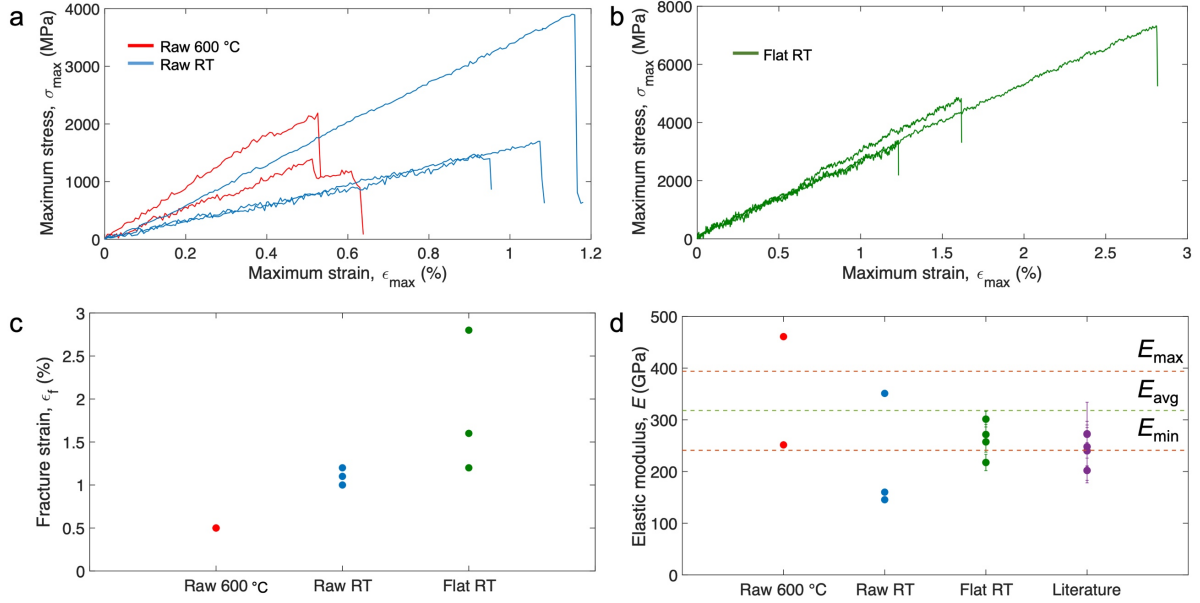 a
4000
3000
2000
1000
0
Maximum stress, σmax (MPa)
Raw 600 °C
Raw RT
0
0.2
0.4
0.6
0.8
1
1.2
Maximum strain, ϵmax (%)
b
8000
6000
4000
2000
0
Maximum stress, σmax (MPa)
Flat RT
0
0.5
1
1.5
2
2.5
3
Maximum strain, ϵmax (%)
c
3
2.5
2
1.5
1
0.5
0
Fracture strain, ϵf (%)
Raw 600 °C
Raw RT
Flat RT
d
500
400
300
200
100
0
Elastic modulus, E (GPa)
Emax
Eavg
Emin
Raw 600 °C
Raw RT
Flat RT
Literature